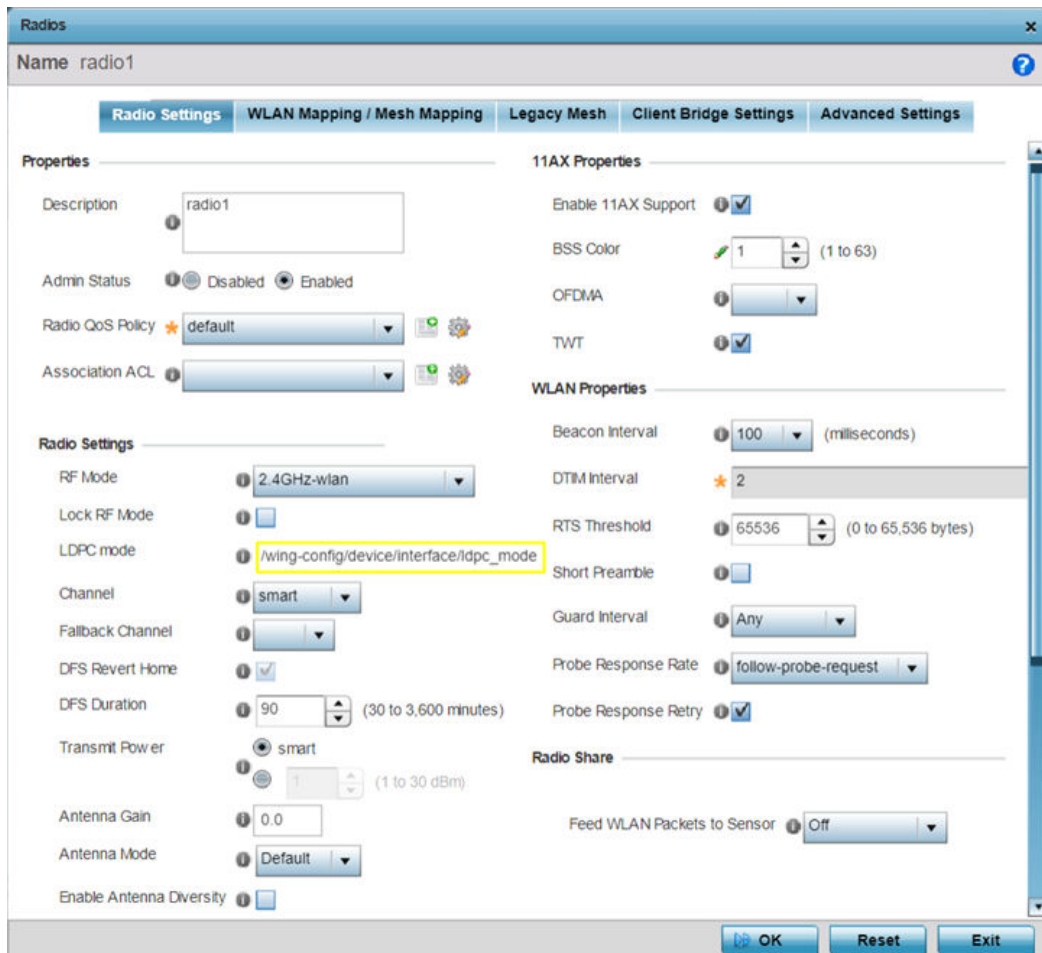 Radios
Name radio1
Radio Settings
WLAN Mapping / Mesh Mapping
Legacy Mesh
Client Bridge Settings
Advanced Settings
Properties
Description radio1
Admin Status Disabled Enabled
Radio QoS Policy default
Association ACL
Radio Settings
RF Mode 2.4GHz-wlan
Lock RF Mode
LDPC mode /wing-config/device/interface/ldpc_mode
Channel smart
Fallback Channel
DFS Revert Home
DFS Duration 90 (30 to 3,600 minutes)
Transmit Power smart
1 (1 to 30 dBm)
Antenna Gain 0.0
Antenna Mode Default
Enable Antenna Diversity
11AX Properties
Enable 11AX Support
BSS Color 1 (1 to 63)
OFDMA
TWT
WLAN Properties
Beacon Interval 100 (milliseconds)
DTIM Interval 2
RTS Threshold 65536 (0 to 65,536 bytes)
Short Preamble
Guard Interval Any
Probe Response Rate follow-probe-request
Probe Response Retry
Radio Share
Feed WLAN Packets to Sensor Off
OK
Reset
Exit